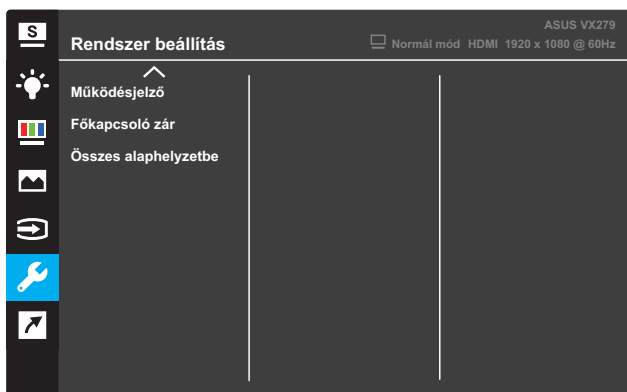 S
ASUS VX279
Rendszer beállítás
Normál mód HDMI 1920 x 1080 @ 60Hz
Működésjelző
Főkapcsoló zár
Összes alaphelyzetbe